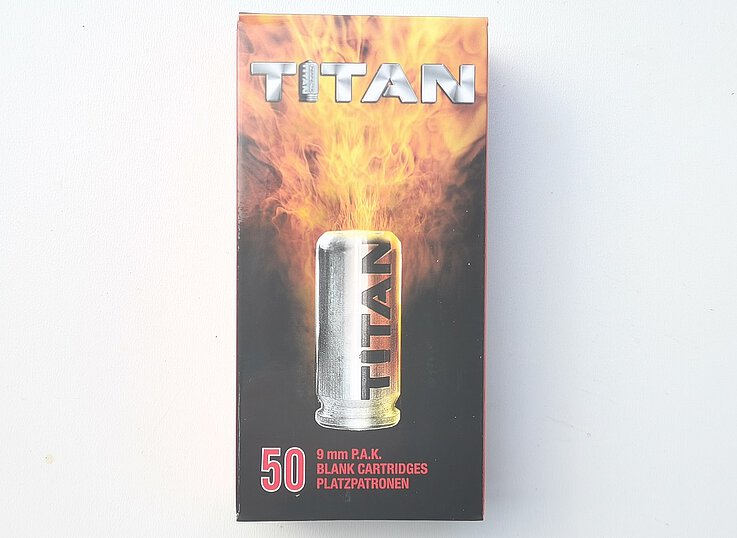 TITAN
TITAN
50
9 mm P.A.K.
BLANK CARTRIDGES
PLATZPATRONEN